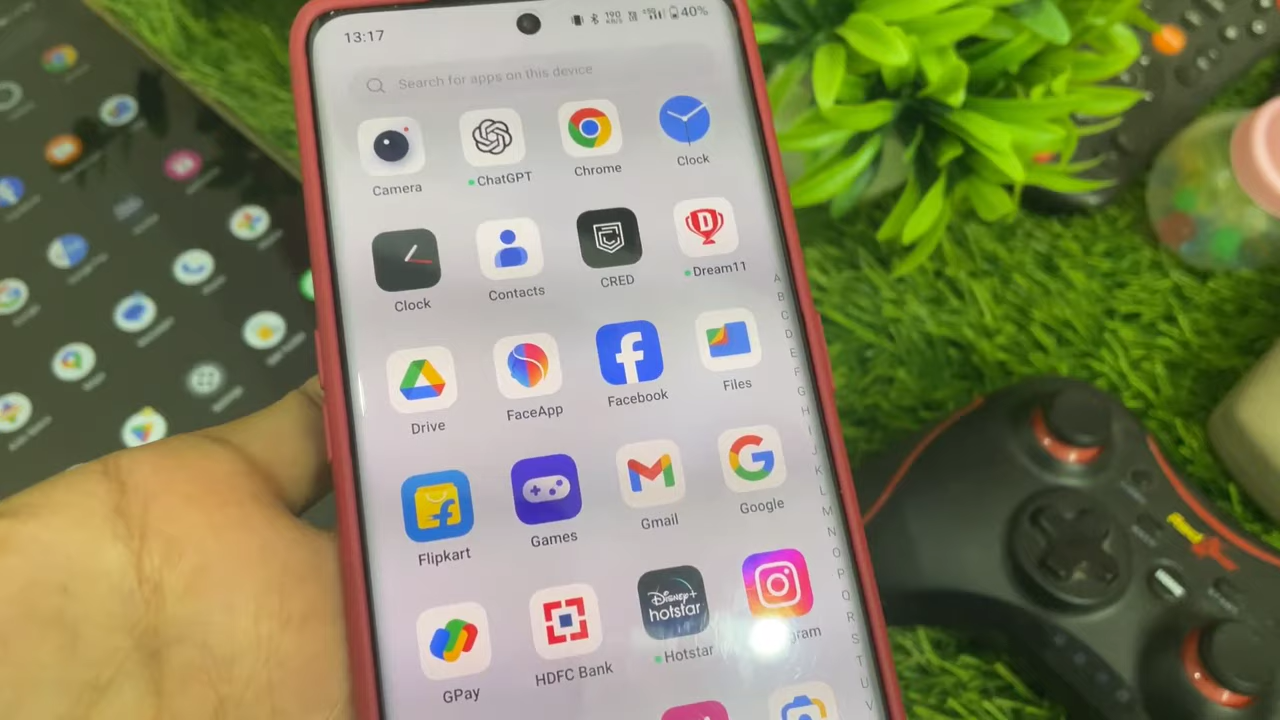 13:17
40%
Search for apps on this device
Camera
ChatGPT
Chrome
Clock
Clock
Contacts
CRED
D
Dream11
Drive
FaceApp
Facebook
Files
Flipkart
Games
Gmail
Google
GPay
HDFC Bank
Disney+
hotstar
Hotstar
gram
A
B
C
D
E
F
G
H
I
J
K
L
M
N
O
P
Q
R
S
T
U
V